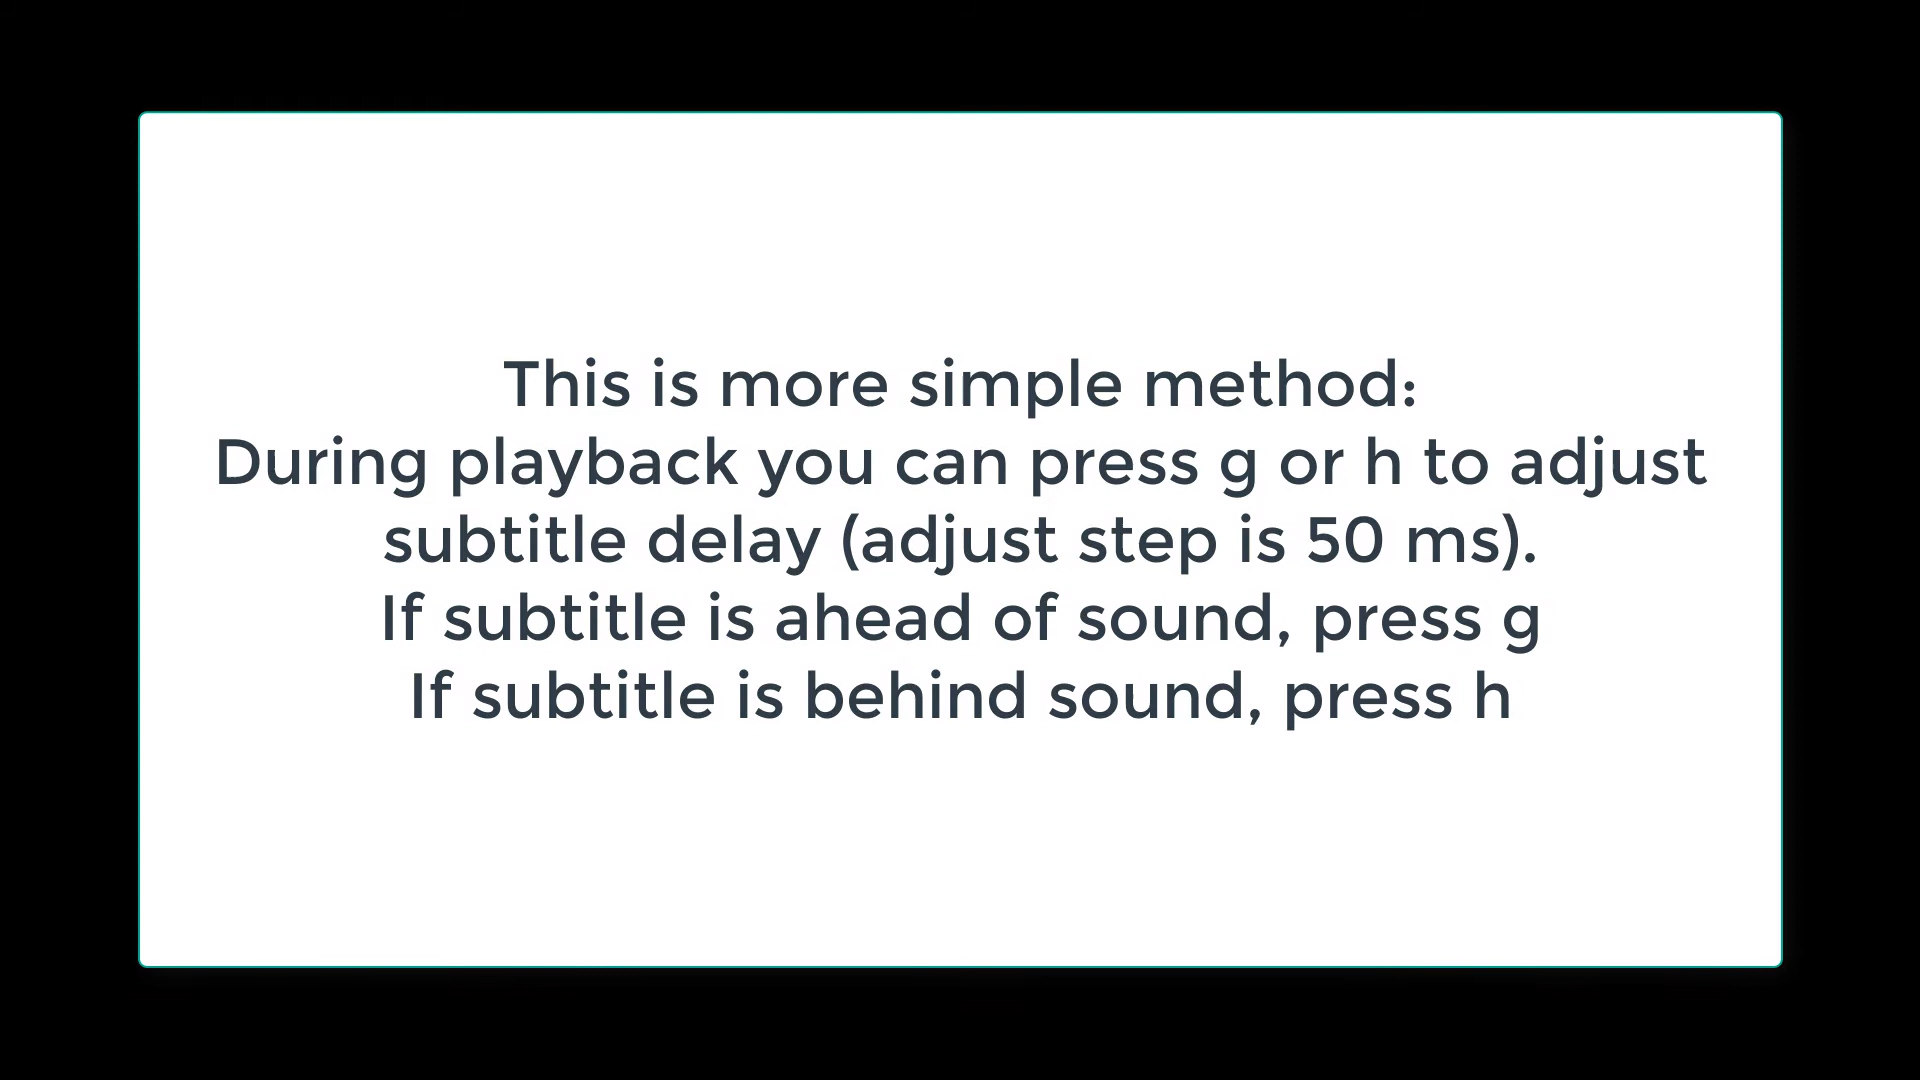 This is more simple method:
During playback you can press g or h to adjust
subtitle delay (adjust step is 50 ms).
If subtitle is ahead of sound, press g
If subtitle is behind sound, press h